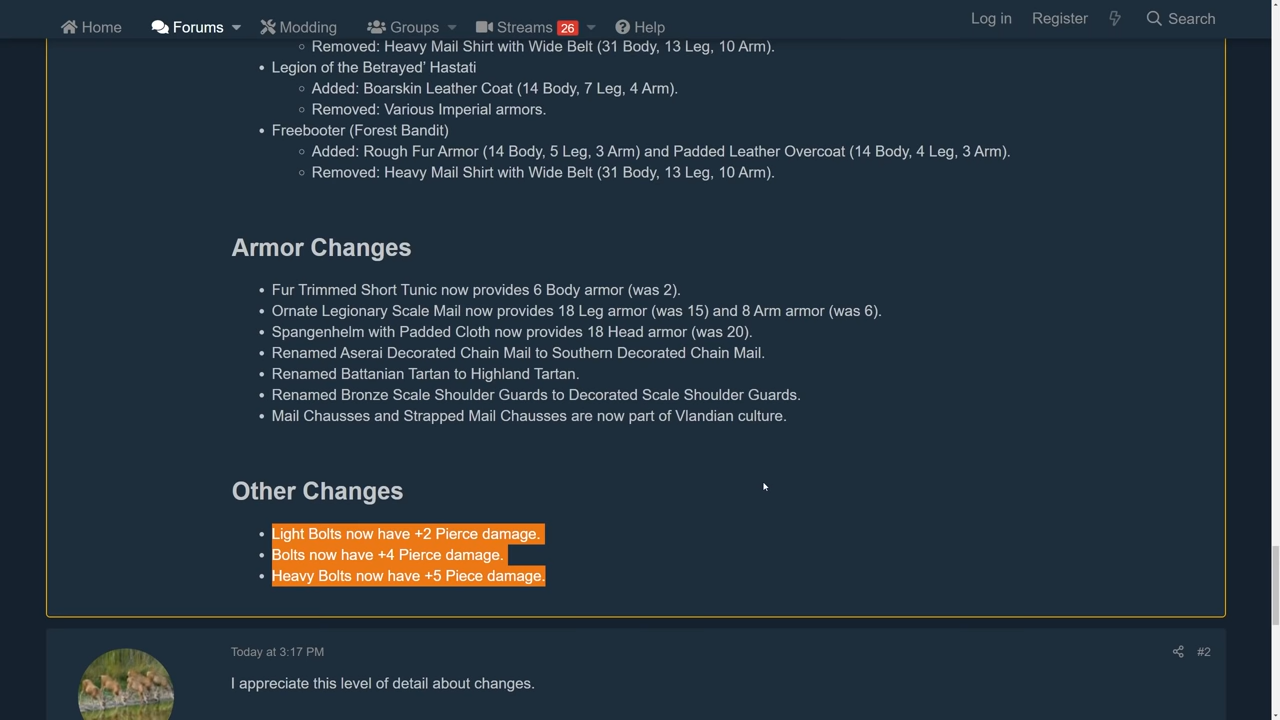 Home Forums Modding Groups Streams 26 Help Log in Register Search
Removed: Heavy Mail Shirt with Wide Belt (31 Body, 13 Leg, 10 Arm).
Legion of the Betrayed’ Hastati
Added: Boarskin Leather Coat (14 Body, 7 Leg, 4 Arm).
Removed: Various Imperial armors.
Freebooter (Forest Bandit)
Added: Rough Fur Armor (14 Body, 5 Leg, 3 Arm) and Padded Leather Overcoat (14 Body, 4 Leg, 3 Arm).
Removed: Heavy Mail Shirt with Wide Belt (31 Body, 13 Leg, 10 Arm).
Armor Changes
Fur Trimmed Short Tunic now provides 6 Body armor (was 2).
Ornate Legionary Scale Mail now provides 18 Leg armor (was 15) and 8 Arm armor (was 6).
Spangenhelm with Padded Cloth now provides 18 Head armor (was 20).
Renamed Aserai Decorated Chain Mail to Southern Decorated Chain Mail.
Renamed Battanian Tartan to Highland Tartan.
Renamed Bronze Scale Shoulder Guards to Decorated Scale Shoulder Guards.
Mail Chausses and Strapped Mail Chausses are now part of Vlandian culture.
Other Changes
Light Bolts now have +2 Pierce damage.
Bolts now have +4 Pierce damage.
Heavy Bolts now have +5 Piece damage.
Today at 3:17 PM #2
I appreciate this level of detail about changes.